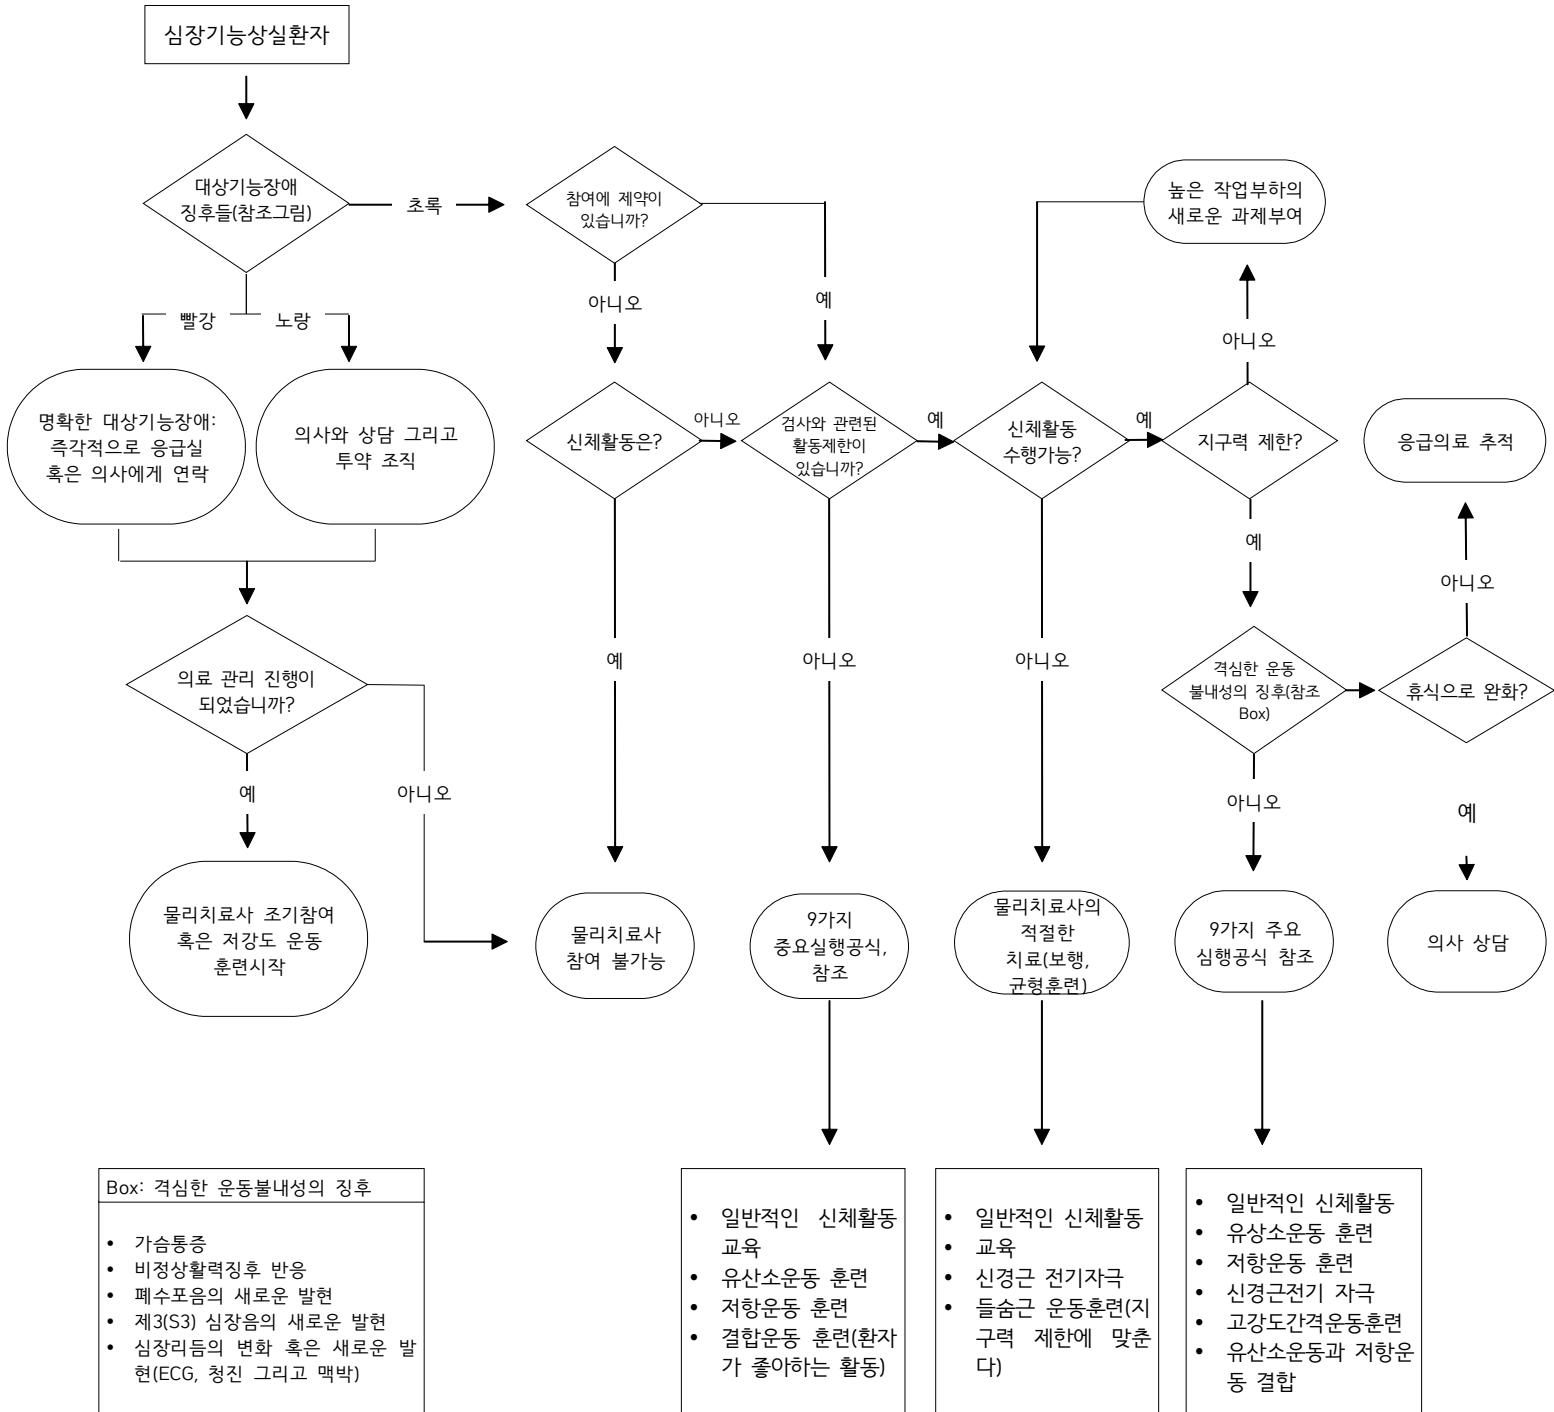 심장기능상실환자
대상기능장애
징후들(참조그림)
초록
참여에 제약이
있습니까?
높은 작업부하의
새로운 과제부여
아니오
예
빨강
노랑
아니오
명확한 대상기능장애:
즉각적으로 응급실
혹은 의사에게 연락
의사와 상담 그리고
투약 조직
신체활동은?
아니오
검사와 관련된
활동제한이
있습니까?
예
신체활동
수행가능?
예
지구력 제한?
응급의료 추적
예
아니오
의료 관리 진행이
되었습니까?
예
아니오
아니오
격심한 운동
불내성의 징후(참조
Box)
휴식으로 완화?
예
아니오
아니오
예
물리치료사 조기참여
혹은 저강도 운동
훈련시작
물리치료사
참여 불가능
9가지
중요실행공식,
참조
물리치료사의
적절한
치료(보행,
균형훈련)
9가지 주요
심행공식 참조
의사 상담
Box: 격심한 운동불내성의 징후
• 가슴통증
• 비정상활력징후 반응
• 폐수포음의 새로운 발현
• 제3(S3) 심장음의 새로운 발현
• 심장리듬의 변화 혹은 새로운 발
현(ECG, 청진 그리고 맥박)
• 일반적인 신체활동
교육
• 유산소운동 훈련
• 저항운동 훈련
• 결합운동 훈련(환자
가 좋아하는 활동)
• 일반적인 신체활동
• 교육
• 신경근 전기자극
• 들숨근 운동훈련(지
구력 제한에 맞춘
다)
• 일반적인 신체활동
• 유상소운동 훈련
• 저항운동 훈련
• 신경근전기 자극
• 고강도간격운동훈련
• 유산소운동과 저항운
동 결합